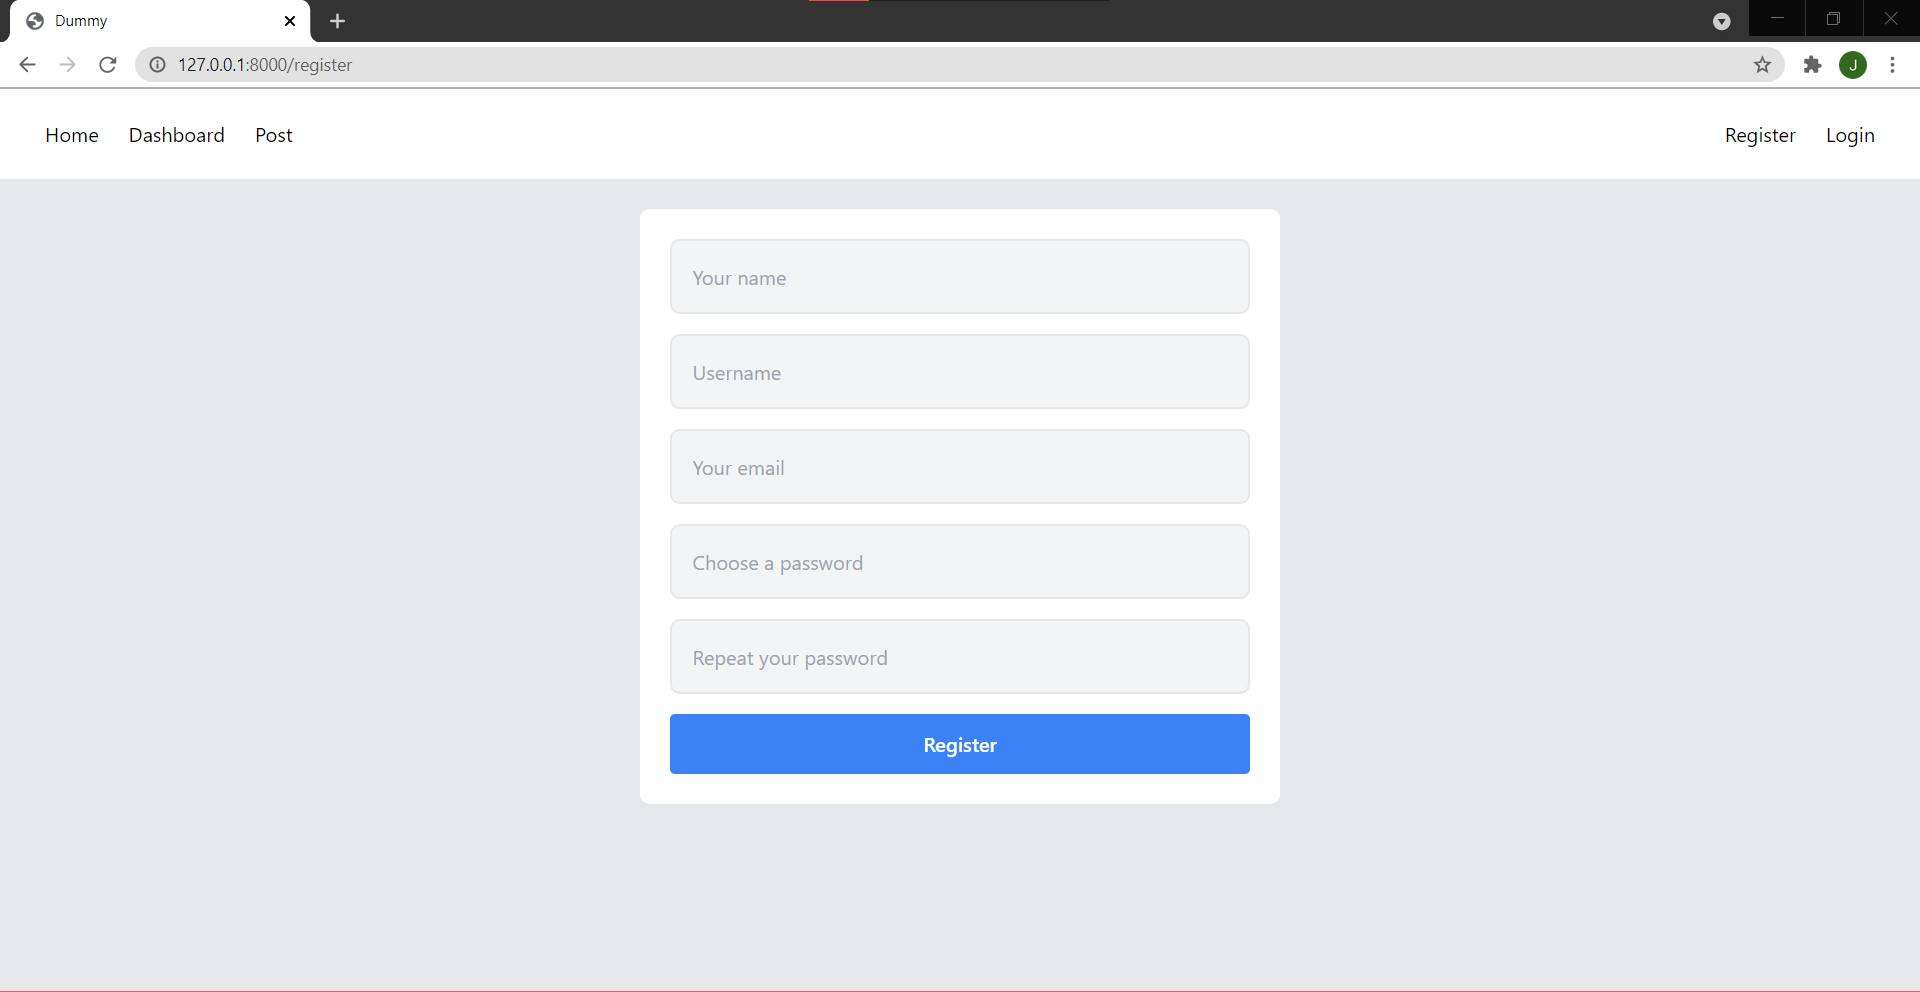 Dummy
127.0.0.1:8000/register
J
Home Dashboard Post Register Login
Your name
Username
Your email
Choose a password
Repeat your password
Register